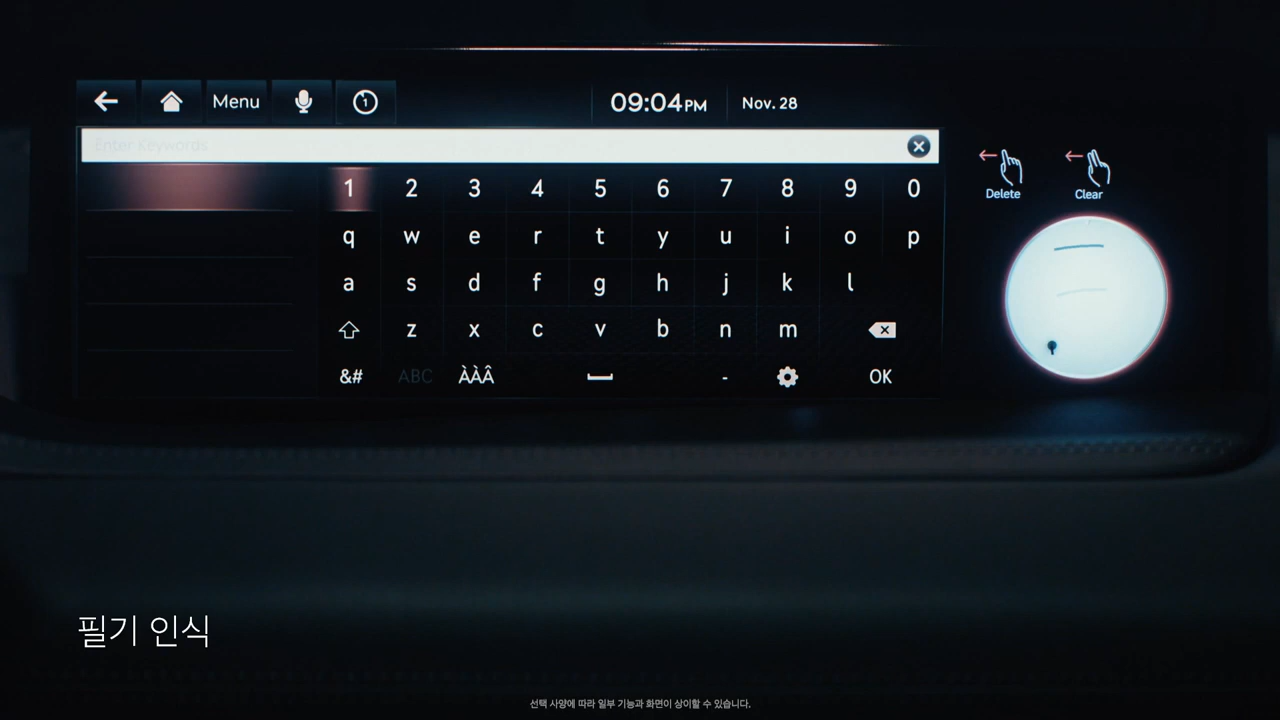 Menu
1
09:04PM
Nov. 28
Enter Keywords
Delete
Clear
1 2 3 4 5 6 7 8 9 0
q w e r t y u i o p
a s d f g h j k l
z x c v b n m
&# ABC ÀÀÂ - OK
필기 인식
선택 사양에 따라 일부 기능과 화면이 상이할 수 있습니다.